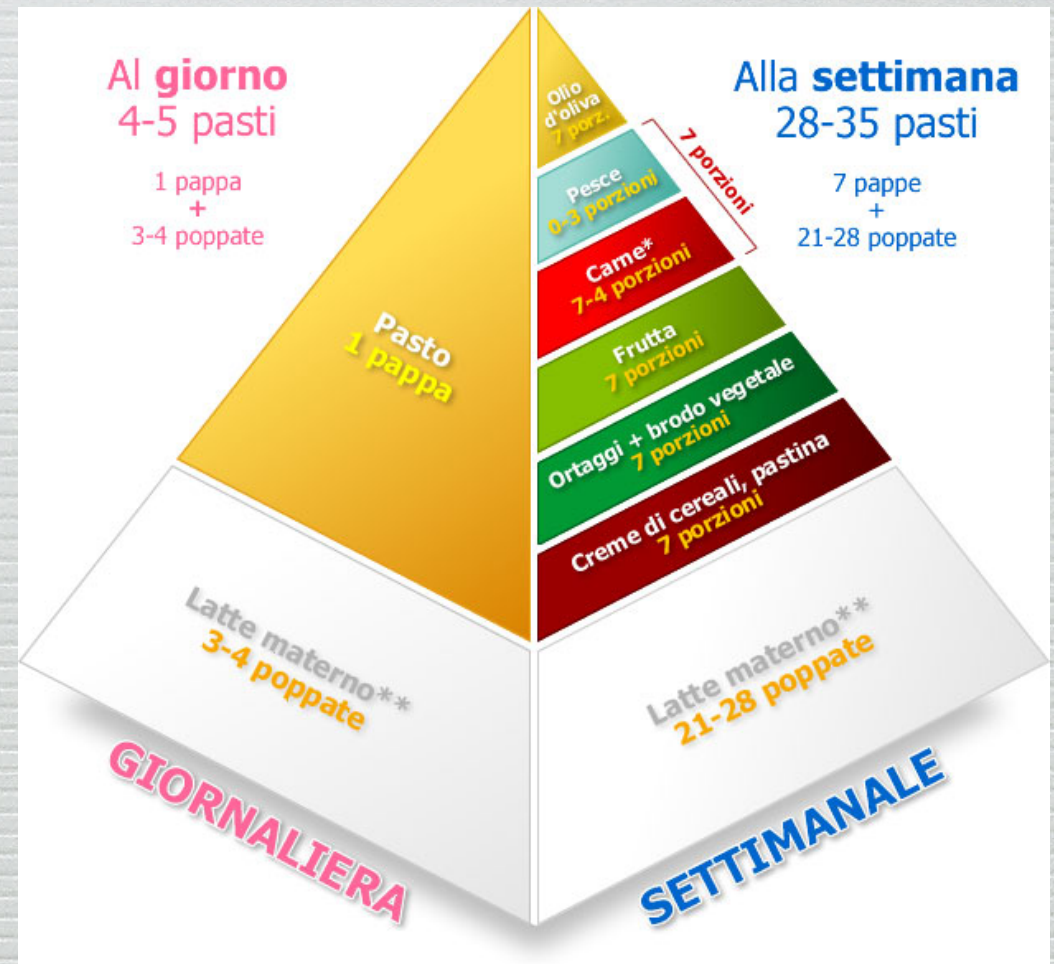 Al giorno
4-5 pasti
1 pappa
+
3-4 poppate
Alla settimana
28-35 pasti
7 pappe
+
21-28 poppate
Pasto
1 pappa
Latte materno**
3-4 poppate
GIORNALIERA
Olio
d'oliva
7 porz.
Pesce
0-3 porzioni
7 porzioni
Carne*
7-4 porzioni
Frutta
7 porzioni
Ortaggi + brodo vegetale
7 porzioni
Creme di cereali, pastina
7 porzioni
Latte materno**
21-28 poppate
SETTIMANALE